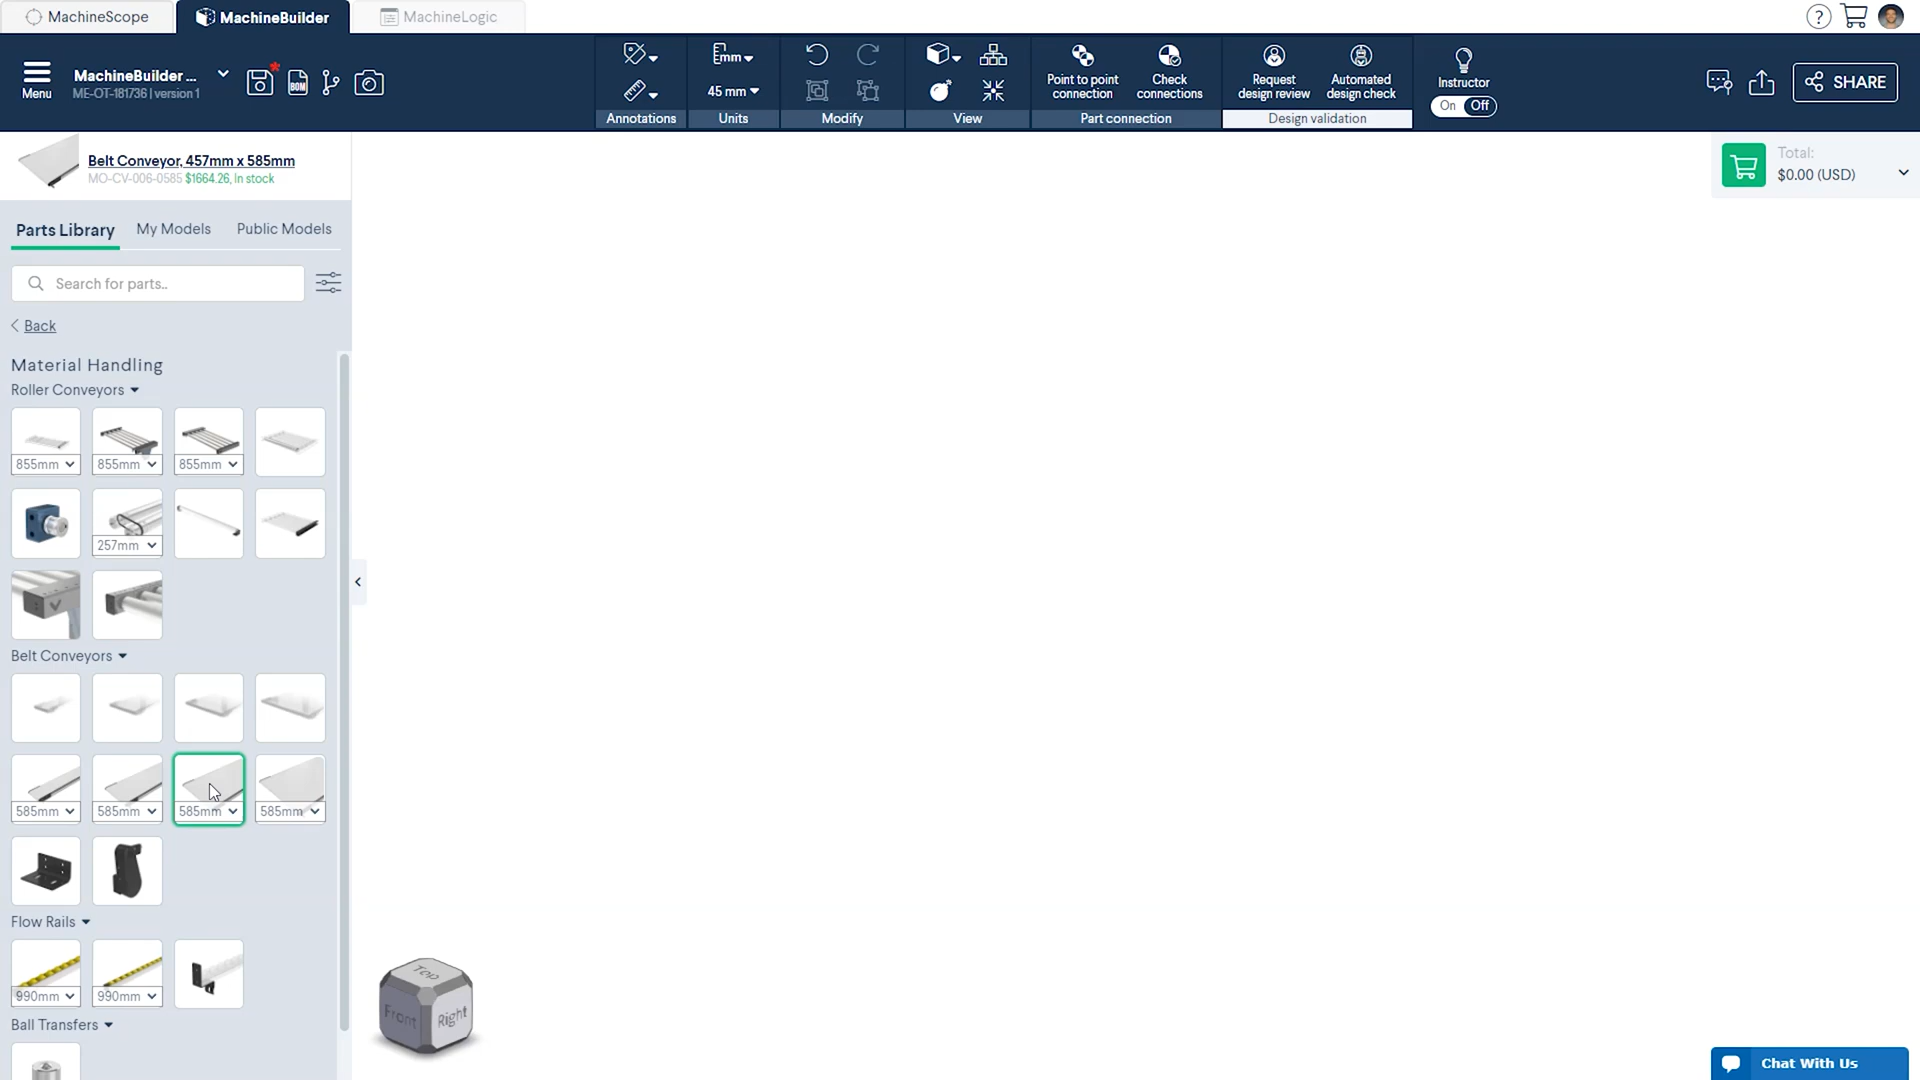 MachineScope
MachineBuilder
MachineLogic
?
Menu
MachineBuilder ...
ME-OT-181736 | version 1
BOM
Annotations
mm
45 mm
Units
Modify
View
Point to point
connection
Check
connections
Part connection
Request
design review
Automated
design check
Design validation
Instructor
On Off
SHARE
Belt Conveyor, 457mm x 585mm
MO-CV-006-0585 $1664.26, In stock
Total:
$0.00 (USD)
Parts Library
My Models
Public Models
Search for parts..
Back
Material Handling
Roller Conveyors
855mm
855mm
855mm
257mm
Belt Conveyors
585mm
585mm
585mm
585mm
Flow Rails
990mm
990mm
Ball Transfers
Top
Front
Right
Chat With Us